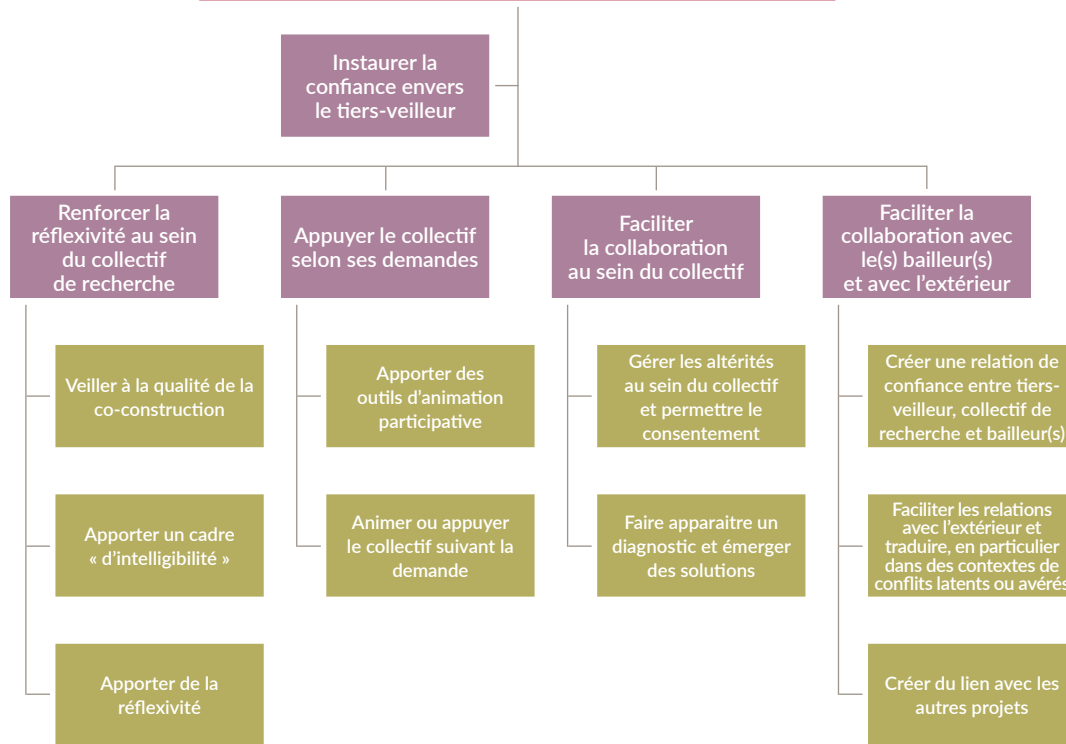 Instaurer la
confiance envers
le tiers-veilleur
Renforcer la
réflexivité au sein
du collectif
de recherche
Appuyer le collectif
selon ses demandes
Faciliter
la collaboration
au sein du collectif
Faciliter la
collaboration avec
le(s) bailleur(s)
et avec l'extérieur
Veiller à la qualité de la
co-construction
Apporter un cadre
« d'intelligibilité »
Apporter de la
réflexivité
Apporter des
outils d'animation
participative
Animer ou appuyer
le collectif suivant la
demande
Gérer les altérités
au sein du collectif
et permettre le
consentement
Faire apparaitre un
diagnostic et émerger
des solutions
Créer une relation de
confiance entre tiers-
veilleur, collectif de
recherche et bailleur(s)
Faciliter les relations
avec l'extérieur et
traduire, en particulier
dans des contextes de
conflits latents ou avérés
Créer du lien avec les
autres projets